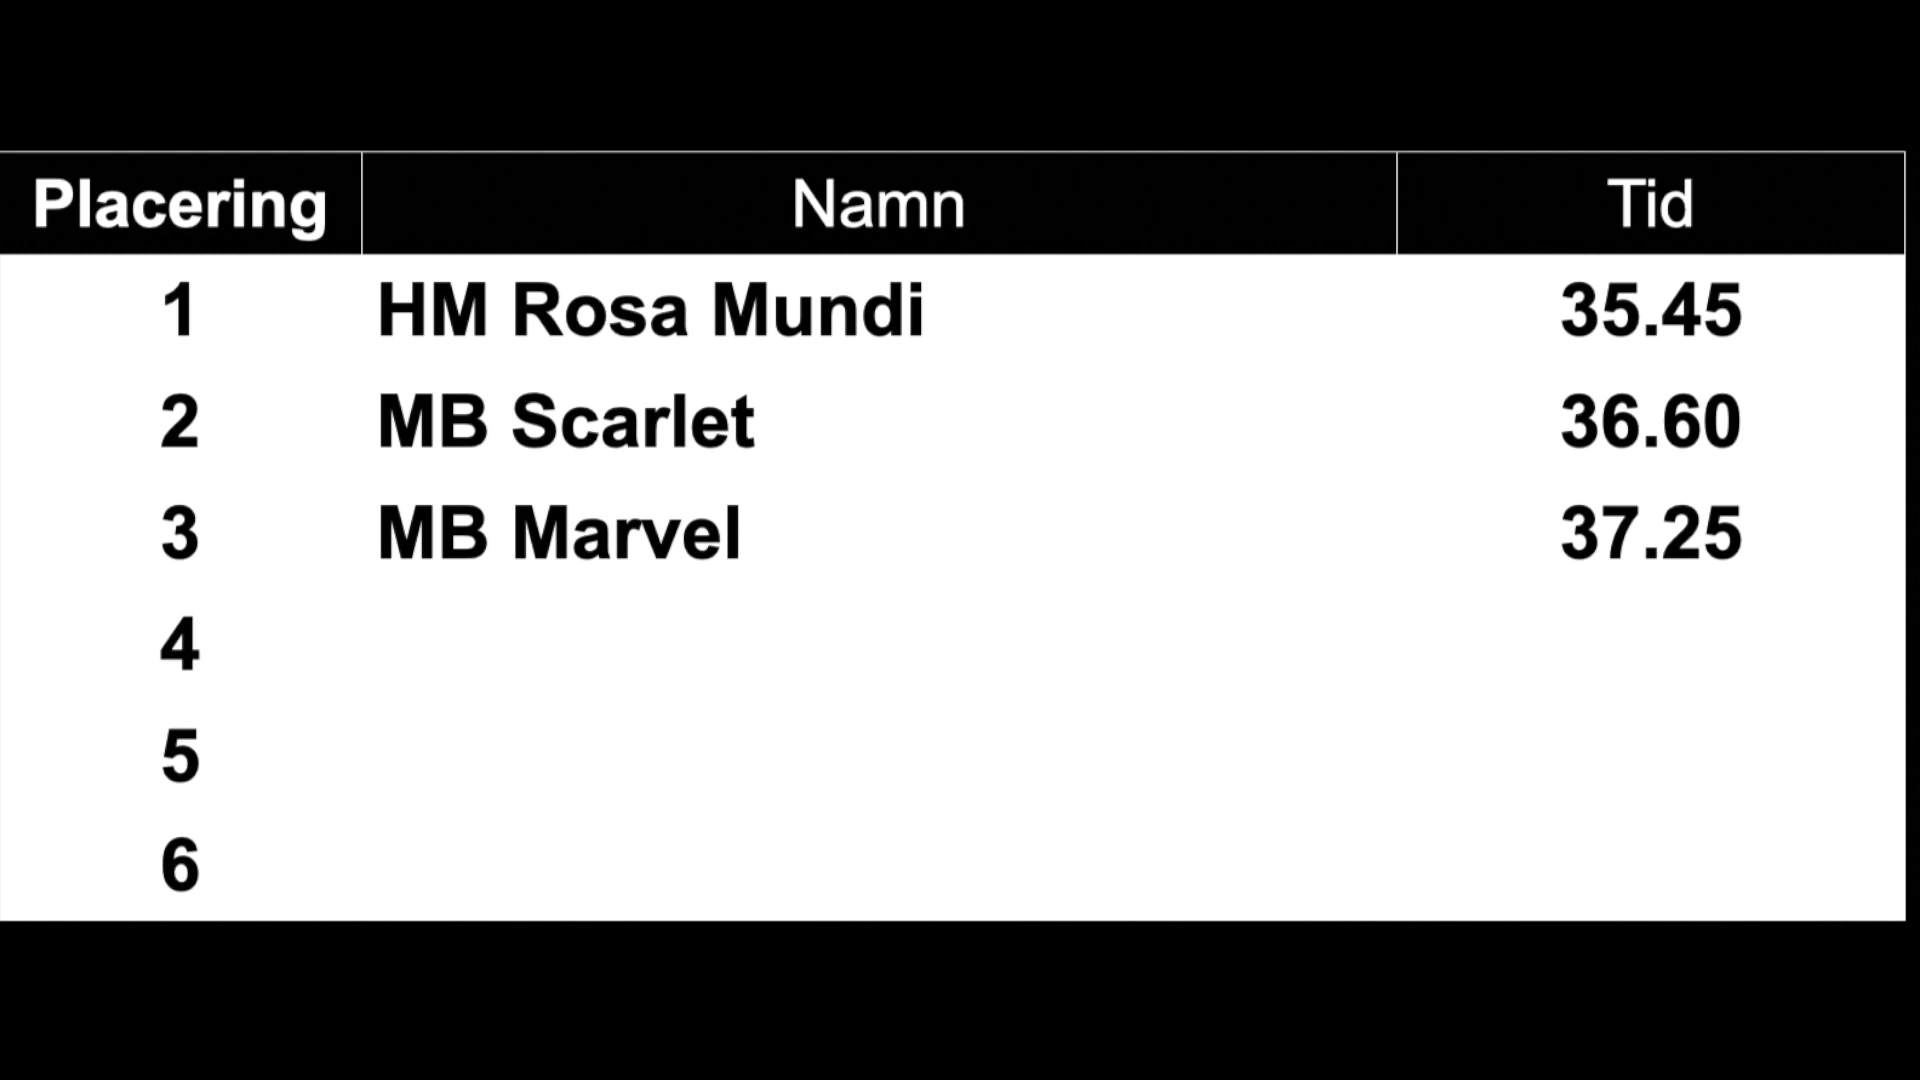 Placering Namn Tid
1 HM Rosa Mundi 35.45
2 MB Scarlet 36.60
3 MB Marvel 37.25
4
5
6